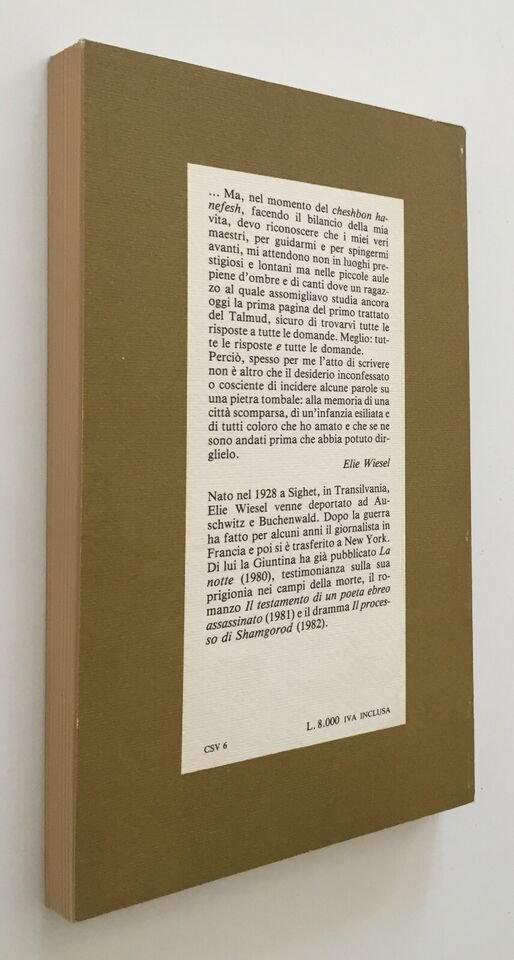 ... Ma, nel momento del cheshbon ha-
nefesh, facendo il bilancio della mia
vita, devo riconoscere che i miei veri
maestri, per guidarmi e per spingermi
avanti, mi attendono non in luoghi pre-
stigiosi e lontani ma nelle piccole aule
piene d'ombre e di canti dove un ragaz-
zo al quale assomigliavo studia ancora
oggi la prima pagina del primo trattato
del Talmud, sicuro di trovarvi tutte le
risposte a tutte le domande. Meglio: tut-
te le risposte e tutte le domande.
Perciò, spesso per me l'atto di scrivere
non è altro che il desiderio inconfessato
o cosciente di incidere alcune parole su
una pietra tombale: alla memoria di una
città scomparsa, di un'infanzia esiliata e
di tutti coloro che ho amato e che se ne
sono andati prima che abbia potuto dir-
glielo.
Elie Wiesel
Nato nel 1928 a Sighet, in Transilvania,
Elie Wiesel venne deportato ad Au-
schwitz e Buchenwald. Dopo la guerra
ha fatto per alcuni anni il giornalista in
Francia e poi si è trasferito a New York.
Di lui la Giuntina ha già pubblicato La
notte (1980), testimonianza sulla sua
prigionia nei campi della morte, il ro-
manzo Il testamento di un poeta ebreo
assassinato (1981) e il dramma Il proces-
so di Shamgorod (1982).
L. 8.000 IVA INCLUSA
CSV 6